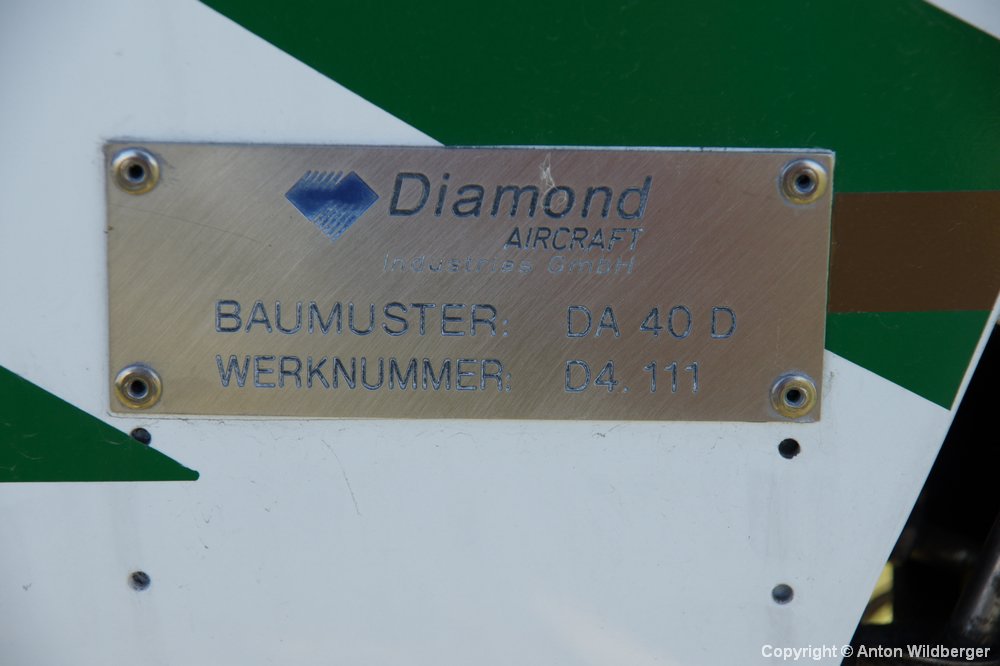 Diamond
AIRCRAFT
Industries GmbH
BAUMUSTER: DA 40 D
WERKNUMMER: D4. 111
Copyright © Anton Wildberger